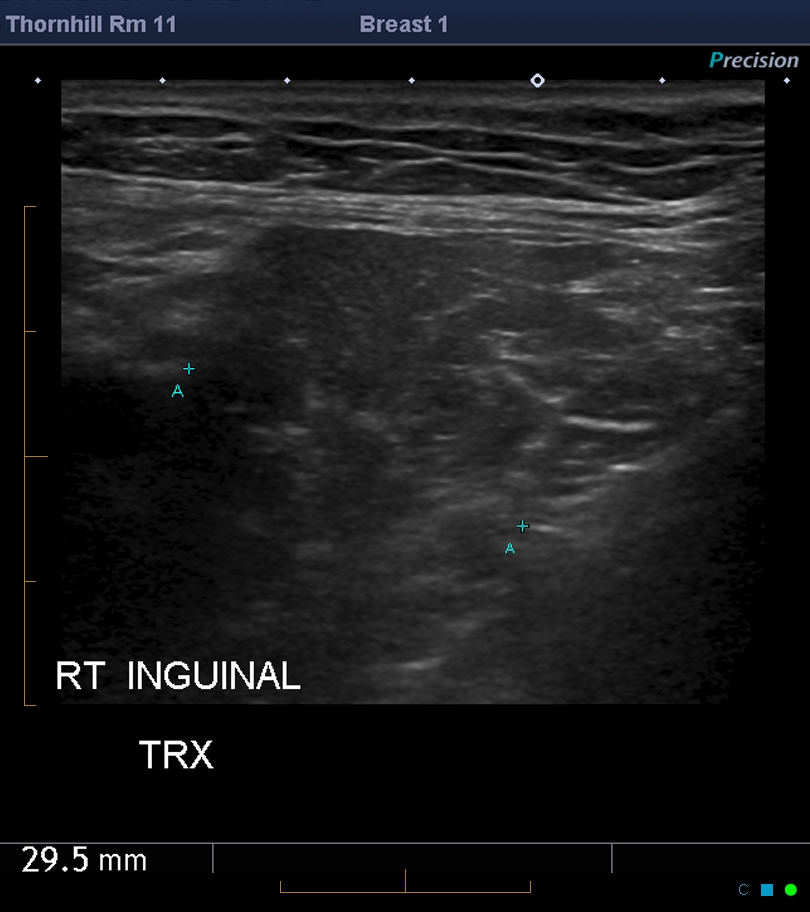 Thornhill Rm 11 Breast 1
Precision
A
A
RT INGUINAL
TRX
29.5 mm
C